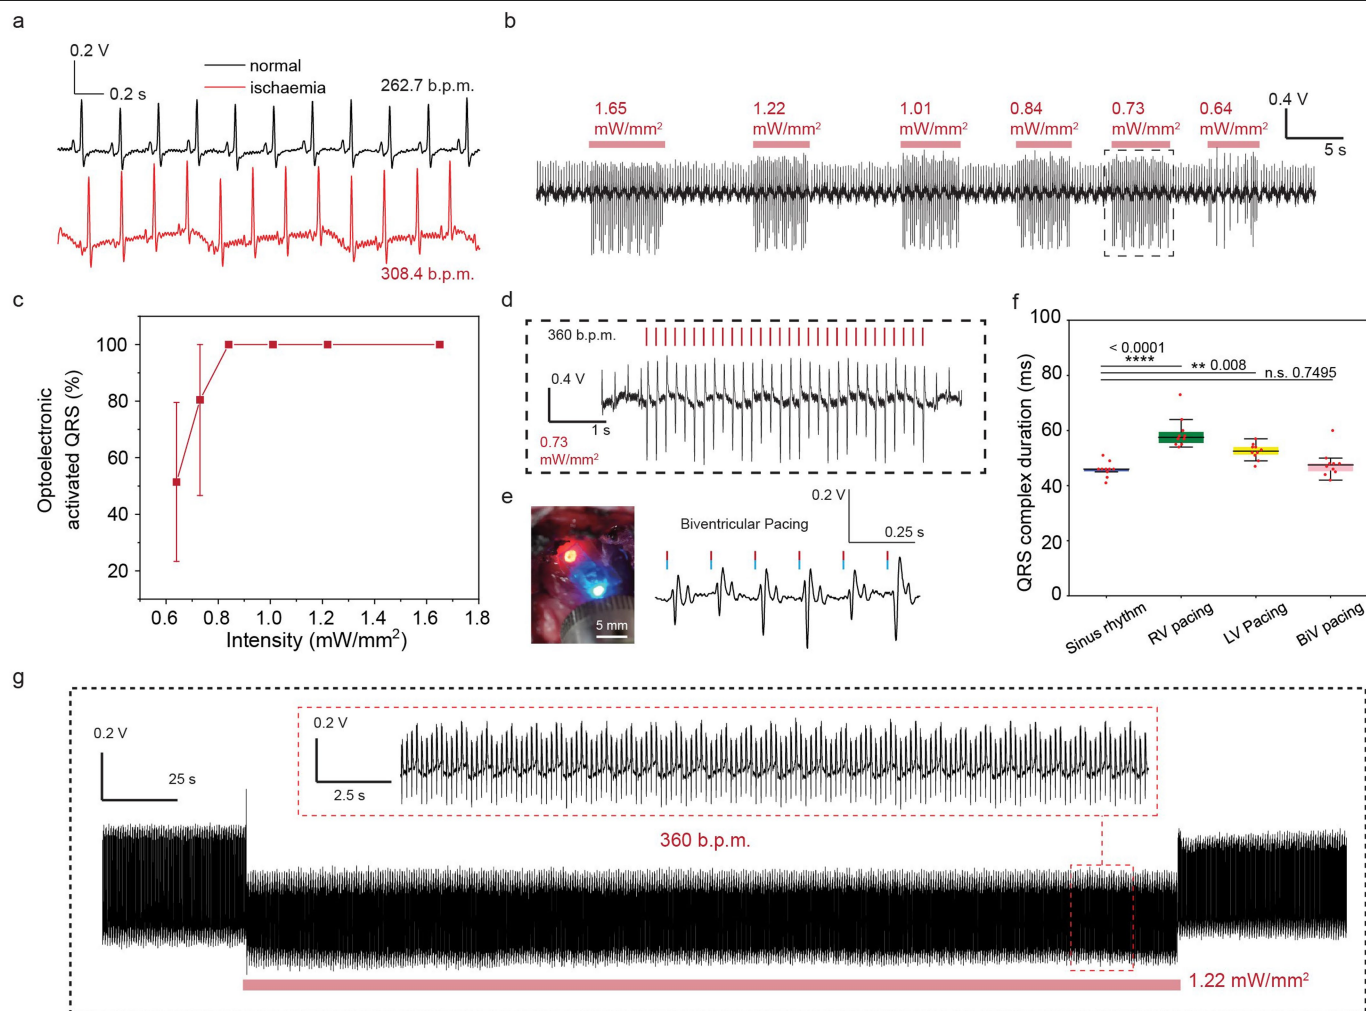 a
0.2 V
0.2 s
normal
ischaemia
262.7 b.p.m.
308.4 b.p.m.
b
1.65
mW/mm²
1.22
mW/mm²
1.01
mW/mm²
0.84
mW/mm²
0.73
mW/mm²
0.64
mW/mm²
0.4 V
5 s
c
Optoelectronic
activated QRS (%)
100
80
60
40
20
0.6
0.8
1.0
1.2
1.4
1.6
1.8
Intensity (mW/mm²)
d
360 b.p.m.
0.4 V
1 s
0.73
mW/mm²
e
5 mm
Biventricular Pacing
0.2 V
0.25 s
f
QRS complex duration (ms)
100
80
60
40
20
0
< 0.0001
****
** 0.008
n.s. 0.7495
Sinus rhythm
RV pacing
LV Pacing
BiV pacing
g
0.2 V
25 s
0.2 V
2.5 s
360 b.p.m.
1.22 mW/mm²